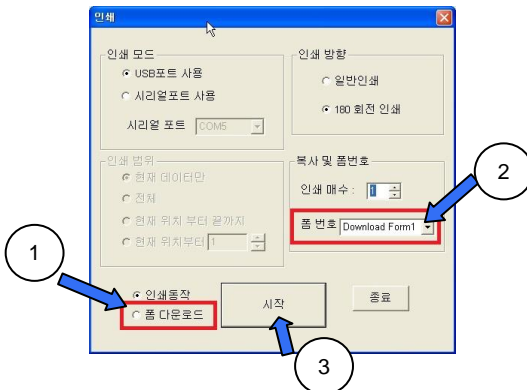 인쇄
인쇄 모드
USB포트 사용
시리얼포트 사용
시리얼 포트 COM5
인쇄 방향
일반인쇄
180 회전 인쇄
인쇄 범위
현재 데이터만
전체
현재 위치 부터 끝까지
현재 위치부터 1
복사 및 폼번호
인쇄 매수 : 1
폼 번호 Download Form1
2
1
인쇄동작
폼 다운로드
시작
종료
3